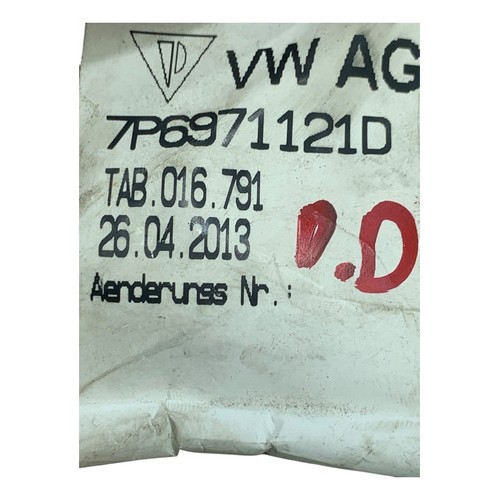 VW AG
7P6971121D
TAB.016.791
26.04.2013
D.D
Aenderungs Nr.: